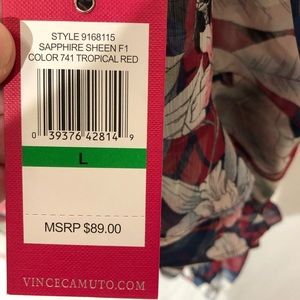 STYLE 9168115
SAPPHIRE SHEEN F1
COLOR 741 TROPICAL RED
0 39376 42814 9
L
MSRP $89.00
VINCECAMUTO.COM